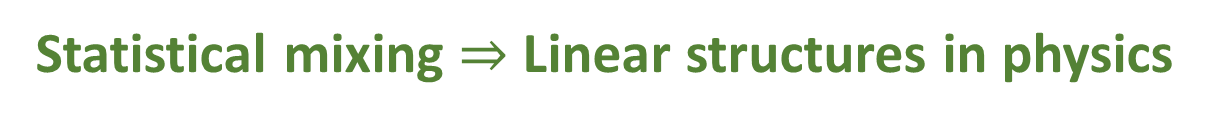 Statistical mixing ⇒ Linear structures in physics